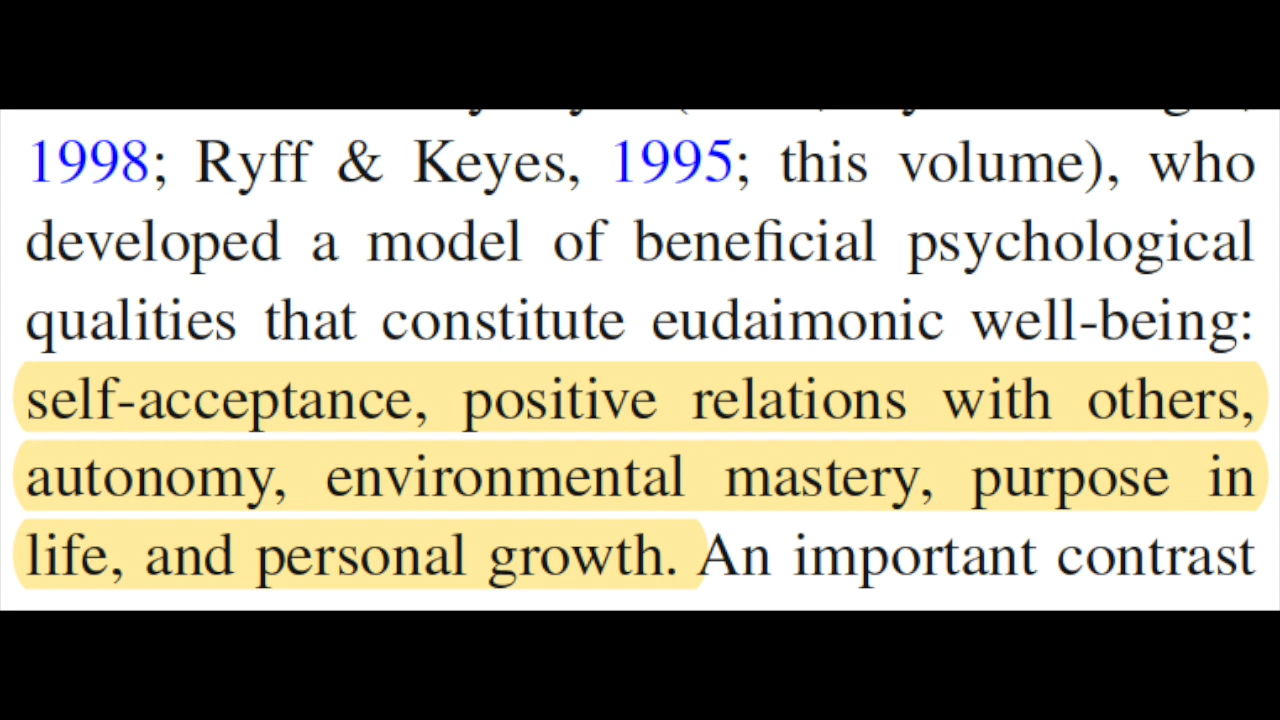 1998; Ryff & Keyes, 1995; this volume), who
developed a model of beneficial psychological
qualities that constitute eudaimonic well-being:
self-acceptance, positive relations with others,
autonomy, environmental mastery, purpose in
life, and personal growth. An important contrast